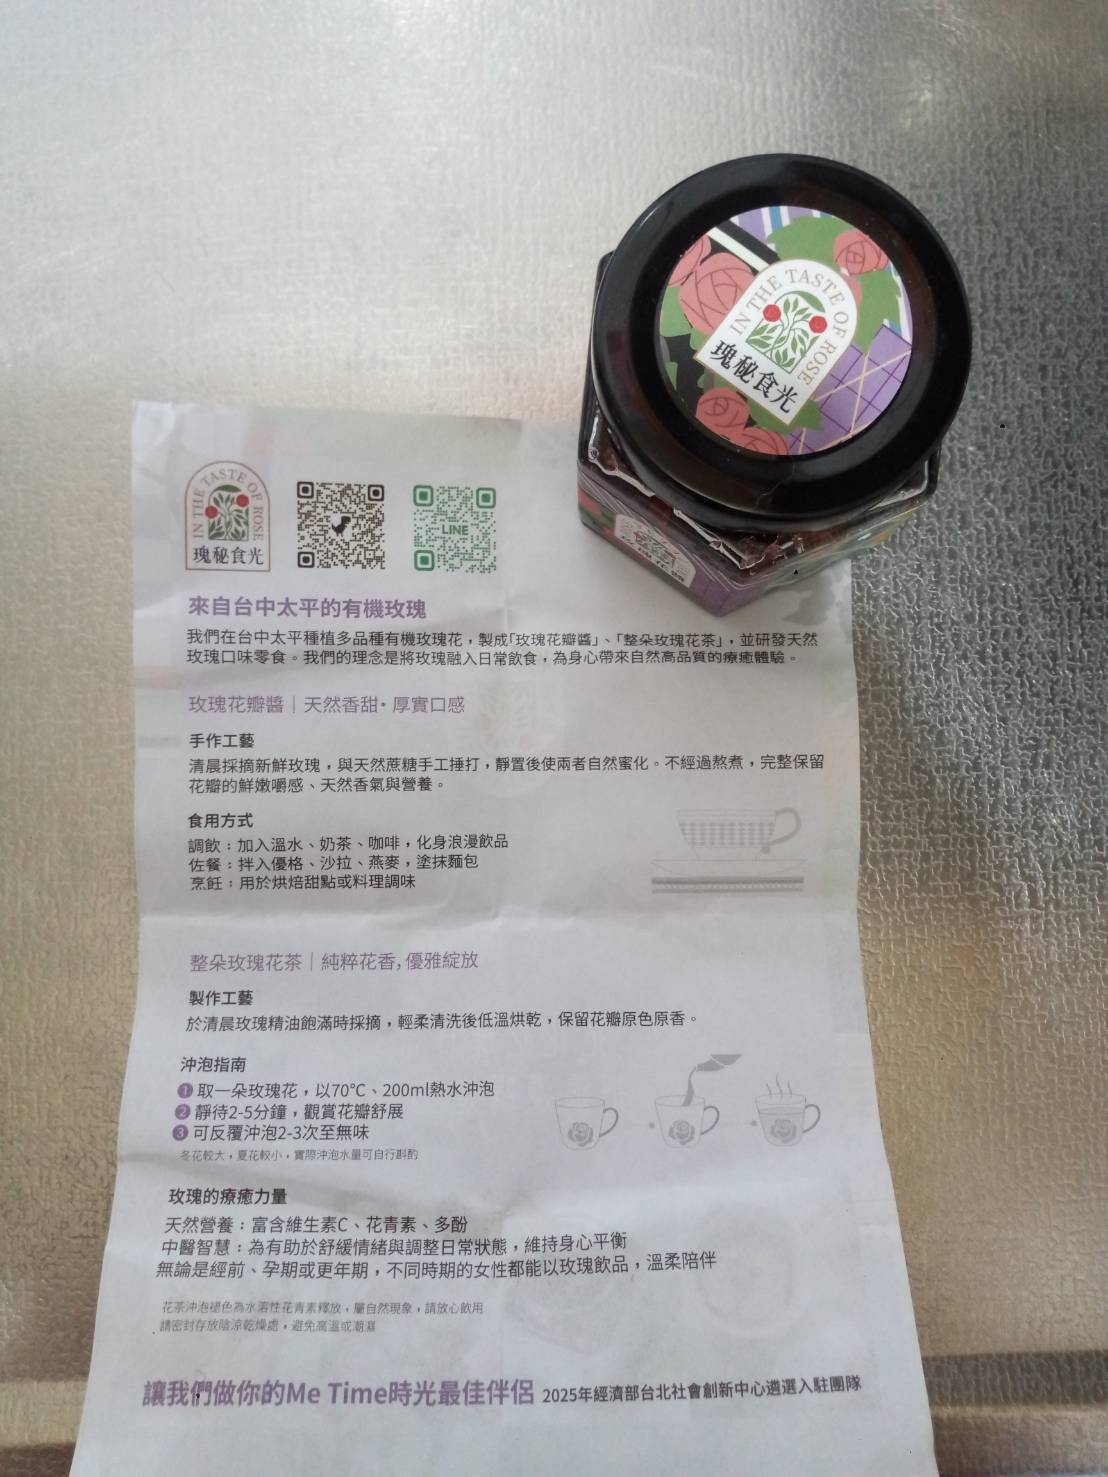 IN THE TASTE OF ROSE
瑰秘食光
IN THE TASTE OF ROSE
瑰秘食光
LINE
來自台中太平的有機玫瑰
我們在台中太平種植多品種有機玫瑰花，製成「玫瑰花瓣醬」、「整朵玫瑰花茶」，並研發天然
玫瑰口味零食。我們的理念是將玫瑰融入日常飲食，為身心帶來自然高品質的療癒體驗。
玫瑰花瓣醬｜天然香甜•厚實口感
手作工藝
清晨採摘新鮮玫瑰，與天然蔗糖手工捶打，靜置後使兩者自然蜜化。不經過熬煮，完整保留
花瓣的鮮嫩嚼感、天然香氣與營養。
食用方式
調飲：加入溫水、奶茶、咖啡，化身浪漫飲品
佐餐：拌入優格、沙拉、燕麥，塗抹麵包
烹飪：用於烘焙甜點或料理調味
整朵玫瑰花茶｜純粹花香,優雅綻放
製作工藝
於清晨玫瑰精油飽滿時採摘，輕柔清洗後低溫烘乾，保留花瓣原色原香。
沖泡指南
1 取一朵玫瑰花，以70°C、200ml熱水沖泡
2 靜待2-5分鐘，觀賞花瓣舒展
3 可反覆沖泡2-3次至無味
冬花較大，夏花較小，實際沖泡水量可自行斟酌
玫瑰的療癒力量
天然營養：富含維生素C、花青素、多酚
中醫智慧：為有助於舒緩情緒與調整日常狀態，維持身心平衡
無論是經前、孕期或更年期，不同時期的女性都能以玫瑰飲品，溫柔陪伴
花茶沖泡褪色為水溶性花青素釋放，屬自然現象，請放心飲用
請密封存放陰涼乾燥處，避免高溫或潮濕
讓我們做你的Me Time時光最佳伴侶 2025年經濟部台北社會創新中心遴選入駐團隊